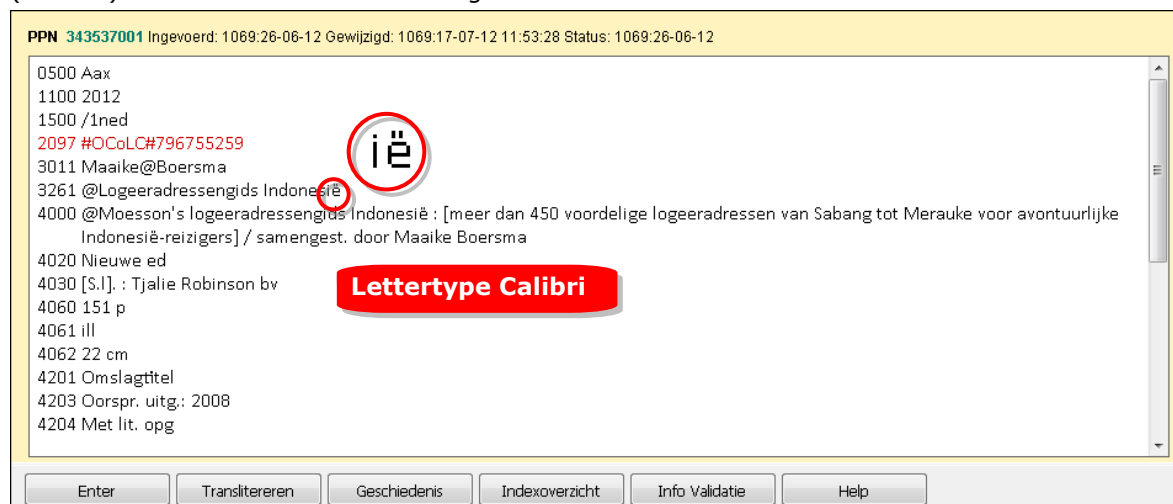 PPN 343537001 Ingevoerd: 1069:26-06-12 Gewijzigd: 1069:17-07-12 11:53:28 Status: 1069:26-06-12
0500 Aax
1100 2012
1500 /1ned
2097 #OCoLC#796755259
ië
3011 Maaike@Boersma
3261 @Logeeradressengids Indonesië
4000 @Moesson's logeeradressengids Indonesië : [meer dan 450 voordelige logeeradressen van Sabang tot Merauke voor avontuurlijke
Indonesië-reizigers] / samengest. door Maaike Boersma
4020 Nieuwe ed
4030 [S.l]. : Tjalie Robinson bv
Lettertype Calibri
4060 151 p
4061 ill
4062 22 cm
4201 Omslagtitel
4203 Oorspr. uitg.: 2008
4204 Met lit. opg
Enter Translitereren Geschiedenis Indexoverzicht Info Validatie Help